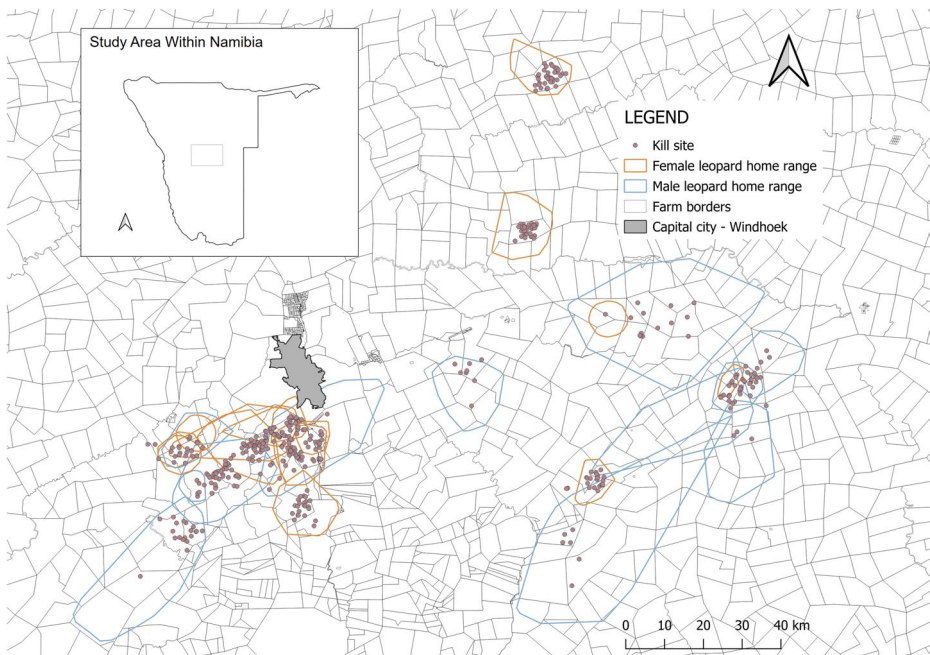 Study Area Within Namibia
LEGEND
Kill site
Female leopard home range
Male leopard home range
Farm borders
Capital city - Windhoek
0 10 20 30 40 km